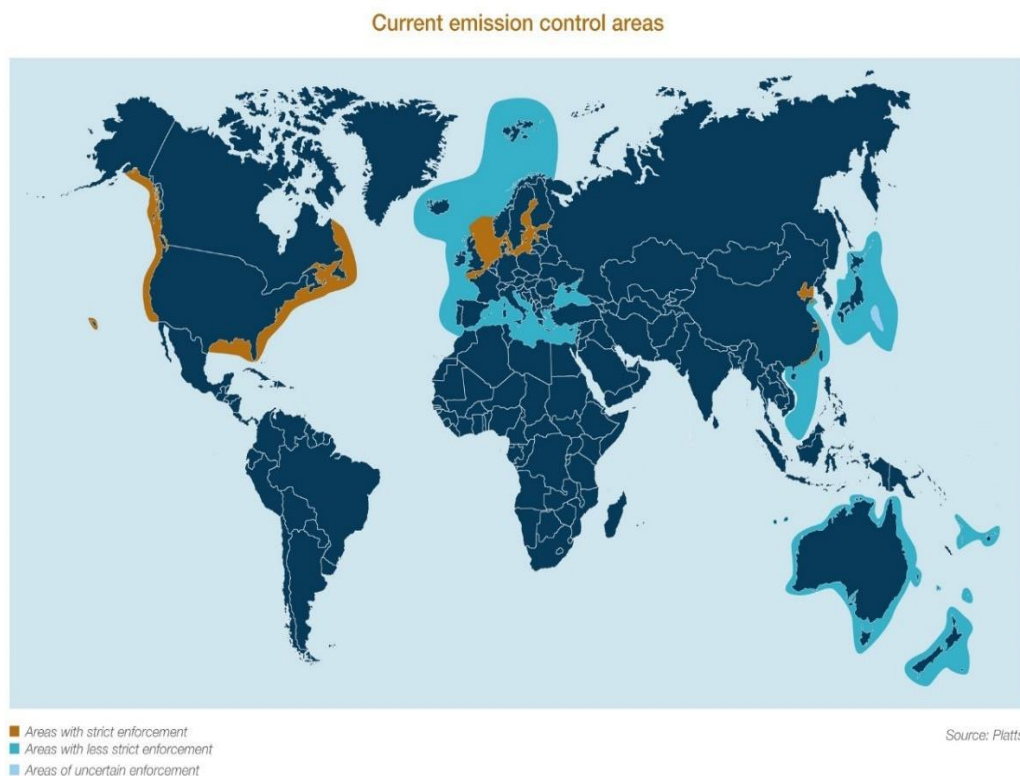 Current emission control areas
Areas with strict enforcement
Areas with less strict enforcement
Areas of uncertain enforcement
Source: Platts